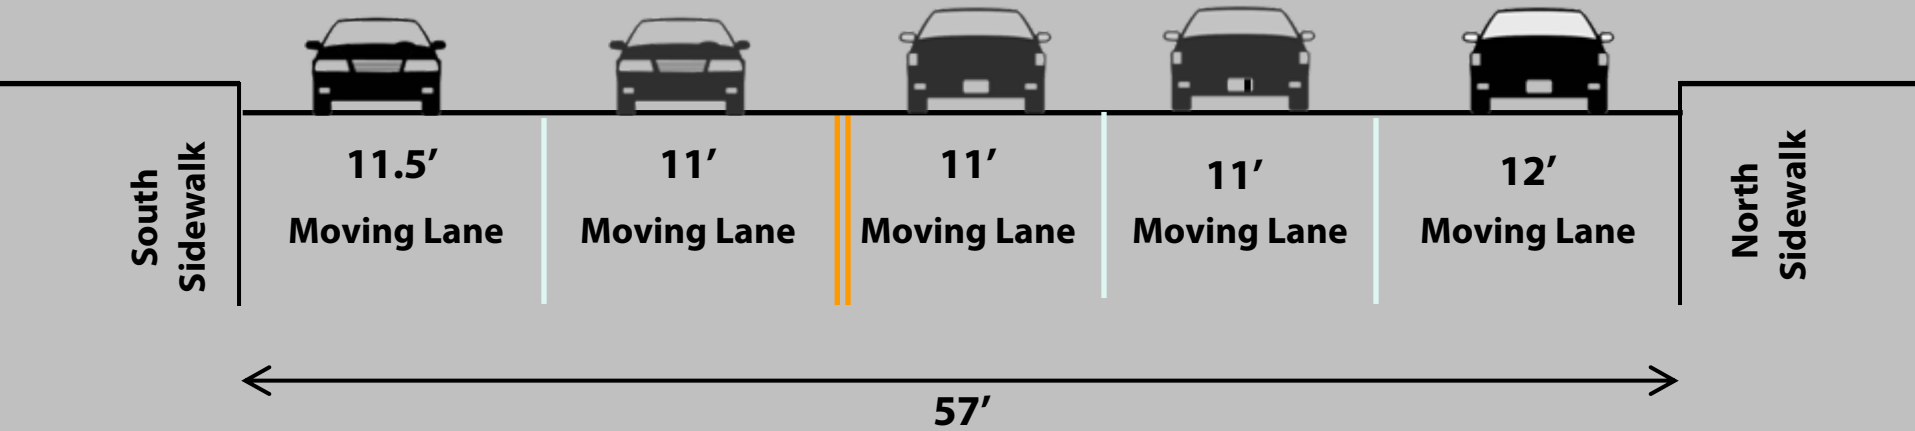 South
Sidewalk
11.5’
Moving Lane
11’
Moving Lane
11’
Moving Lane
11’
Moving Lane
12’
Moving Lane
North
Sidewalk
57’